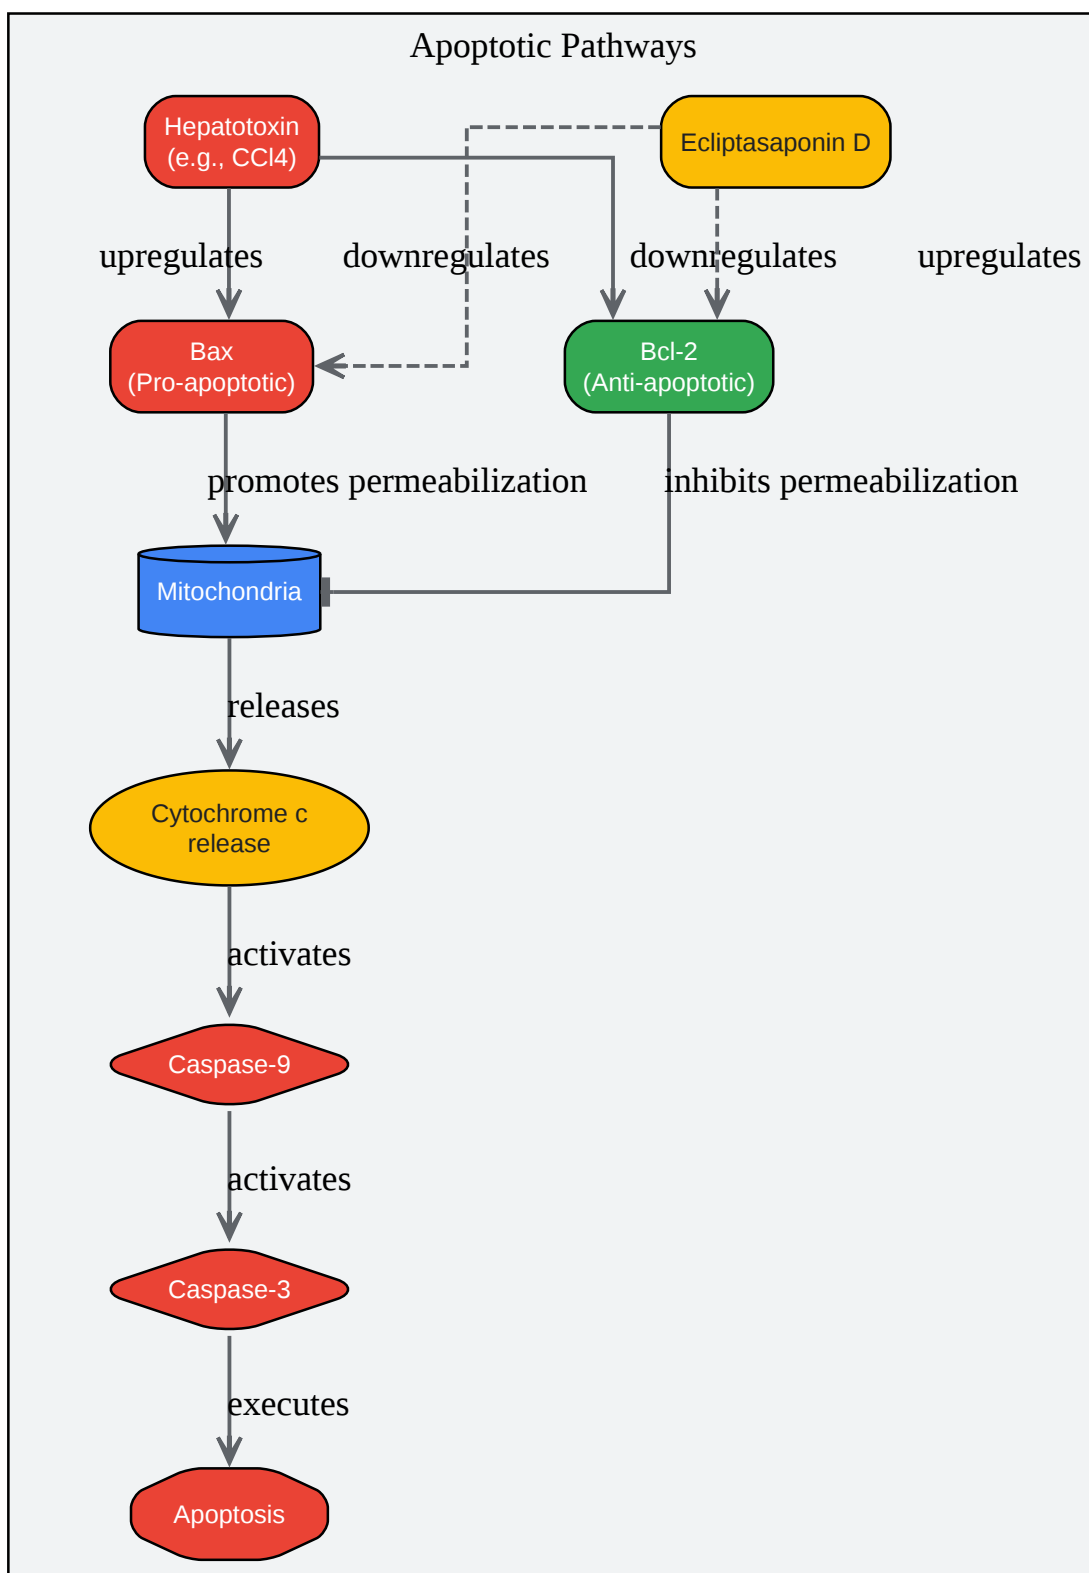 Apoptotic Pathways
Hepatotoxin
(e.g., CCl4)
Ecliptasaponin D
upregulates
downregulates
downregulates
upregulates
Bax
(Pro-apoptotic)
Bcl-2
(Anti-apoptotic)
promotes permeabilization
inhibits permeabilization
Mitochondria
releases
Cytochrome c
release
activates
Caspase-9
activates
Caspase-3
executes
Apoptosis